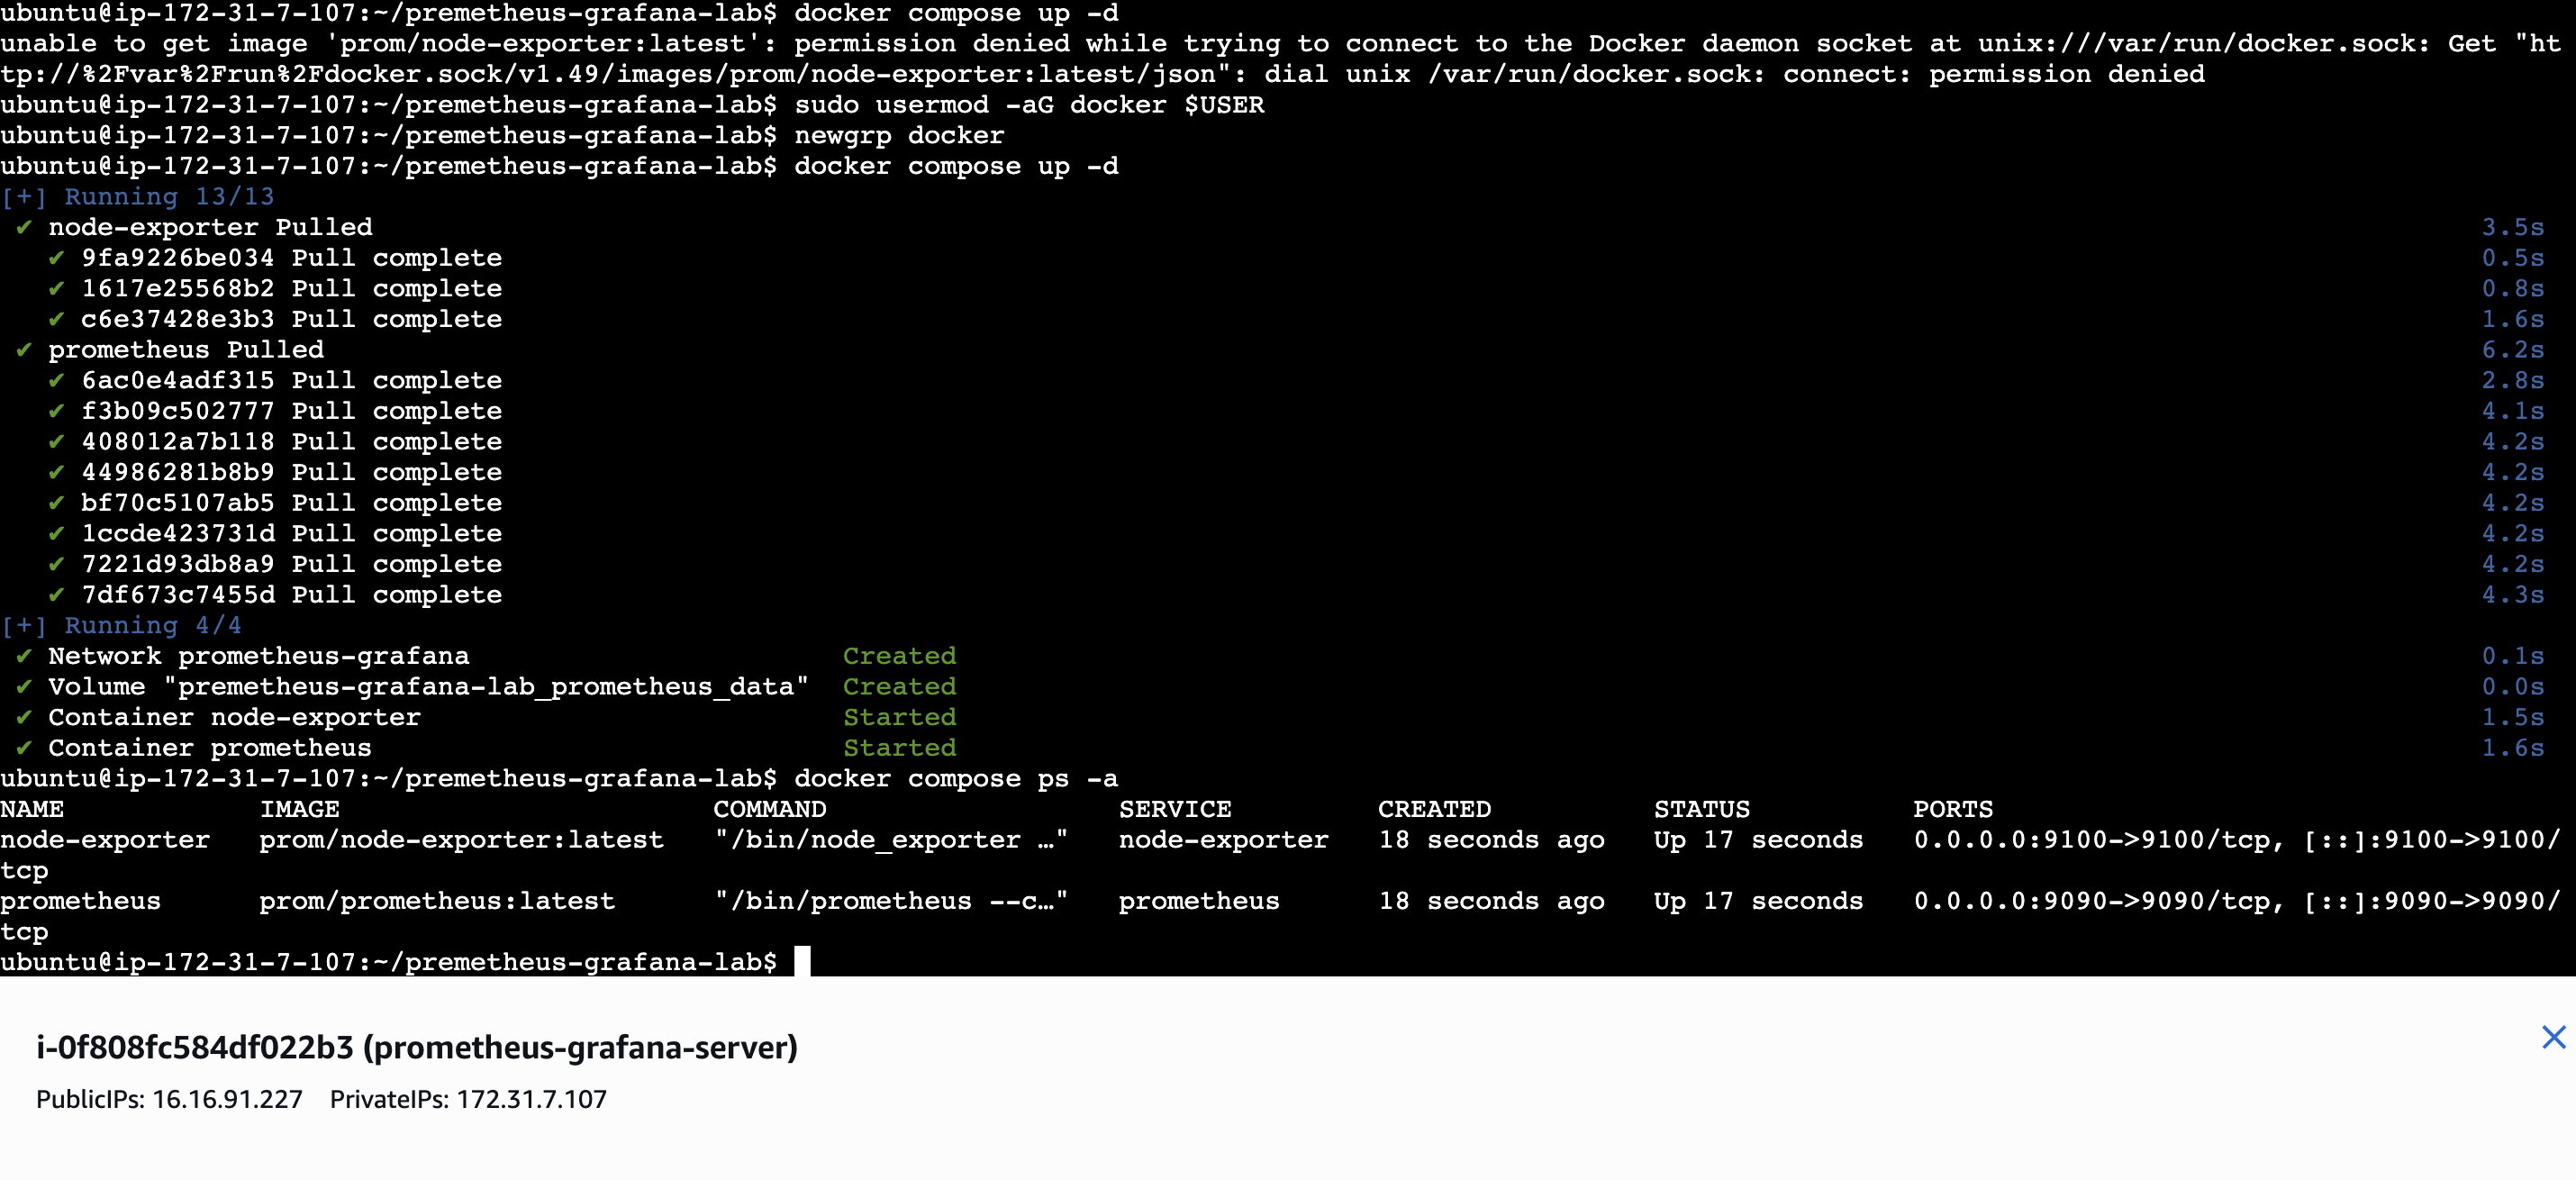 ubuntu@ip-172-31-7-107:~/premetheus-grafana-lab$ docker compose up -d
unable to get image 'prom/node-exporter:latest': permission denied while trying to connect to the Docker daemon socket at unix:///var/run/docker.sock: Get "ht
tp://%2Fvar%2Frun%2Fdocker.sock/v1.49/images/prom/node-exporter:latest/json": dial unix /var/run/docker.sock: connect: permission denied
ubuntu@ip-172-31-7-107:~/premetheus-grafana-lab$ sudo usermod -aG docker $USER
ubuntu@ip-172-31-7-107:~/premetheus-grafana-lab$ newgrp docker
ubuntu@ip-172-31-7-107:~/premetheus-grafana-lab$ docker compose up -d
[+] Running 13/13
✔ node-exporter Pulled 3.5s
✔ 9fa9226be034 Pull complete 0.5s
✔ 1617e25568b2 Pull complete 0.8s
✔ c6e37428e3b3 Pull complete 1.6s
✔ prometheus Pulled 6.2s
✔ 6ac0e4adf315 Pull complete 2.8s
✔ f3b09c502777 Pull complete 4.1s
✔ 408012a7b118 Pull complete 4.2s
✔ 44986281b8b9 Pull complete 4.2s
✔ bf70c5107ab5 Pull complete 4.2s
✔ 1ccde423731d Pull complete 4.2s
✔ 7221d93db8a9 Pull complete 4.2s
✔ 7df673c7455d Pull complete 4.3s
[+] Running 4/4
✔ Network prometheus-grafana Created 0.1s
✔ Volume "premetheus-grafana-lab_prometheus_data" Created 0.0s
✔ Container node-exporter Started 1.5s
✔ Container prometheus Started 1.6s
ubuntu@ip-172-31-7-107:~/premetheus-grafana-lab$ docker compose ps -a
NAME IMAGE COMMAND SERVICE CREATED STATUS PORTS
node-exporter prom/node-exporter:latest "/bin/node_exporter …" node-exporter 18 seconds ago Up 17 seconds 0.0.0.0:9100->9100/tcp, [::]:9100->9100/
tcp
prometheus prom/prometheus:latest "/bin/prometheus --c…" prometheus 18 seconds ago Up 17 seconds 0.0.0.0:9090->9090/tcp, [::]:9090->9090/
tcp
ubuntu@ip-172-31-7-107:~/premetheus-grafana-lab$
i-0f808fc584df022b3 (prometheus-grafana-server)
PublicIPs: 16.16.91.227 PrivateIPs: 172.31.7.107